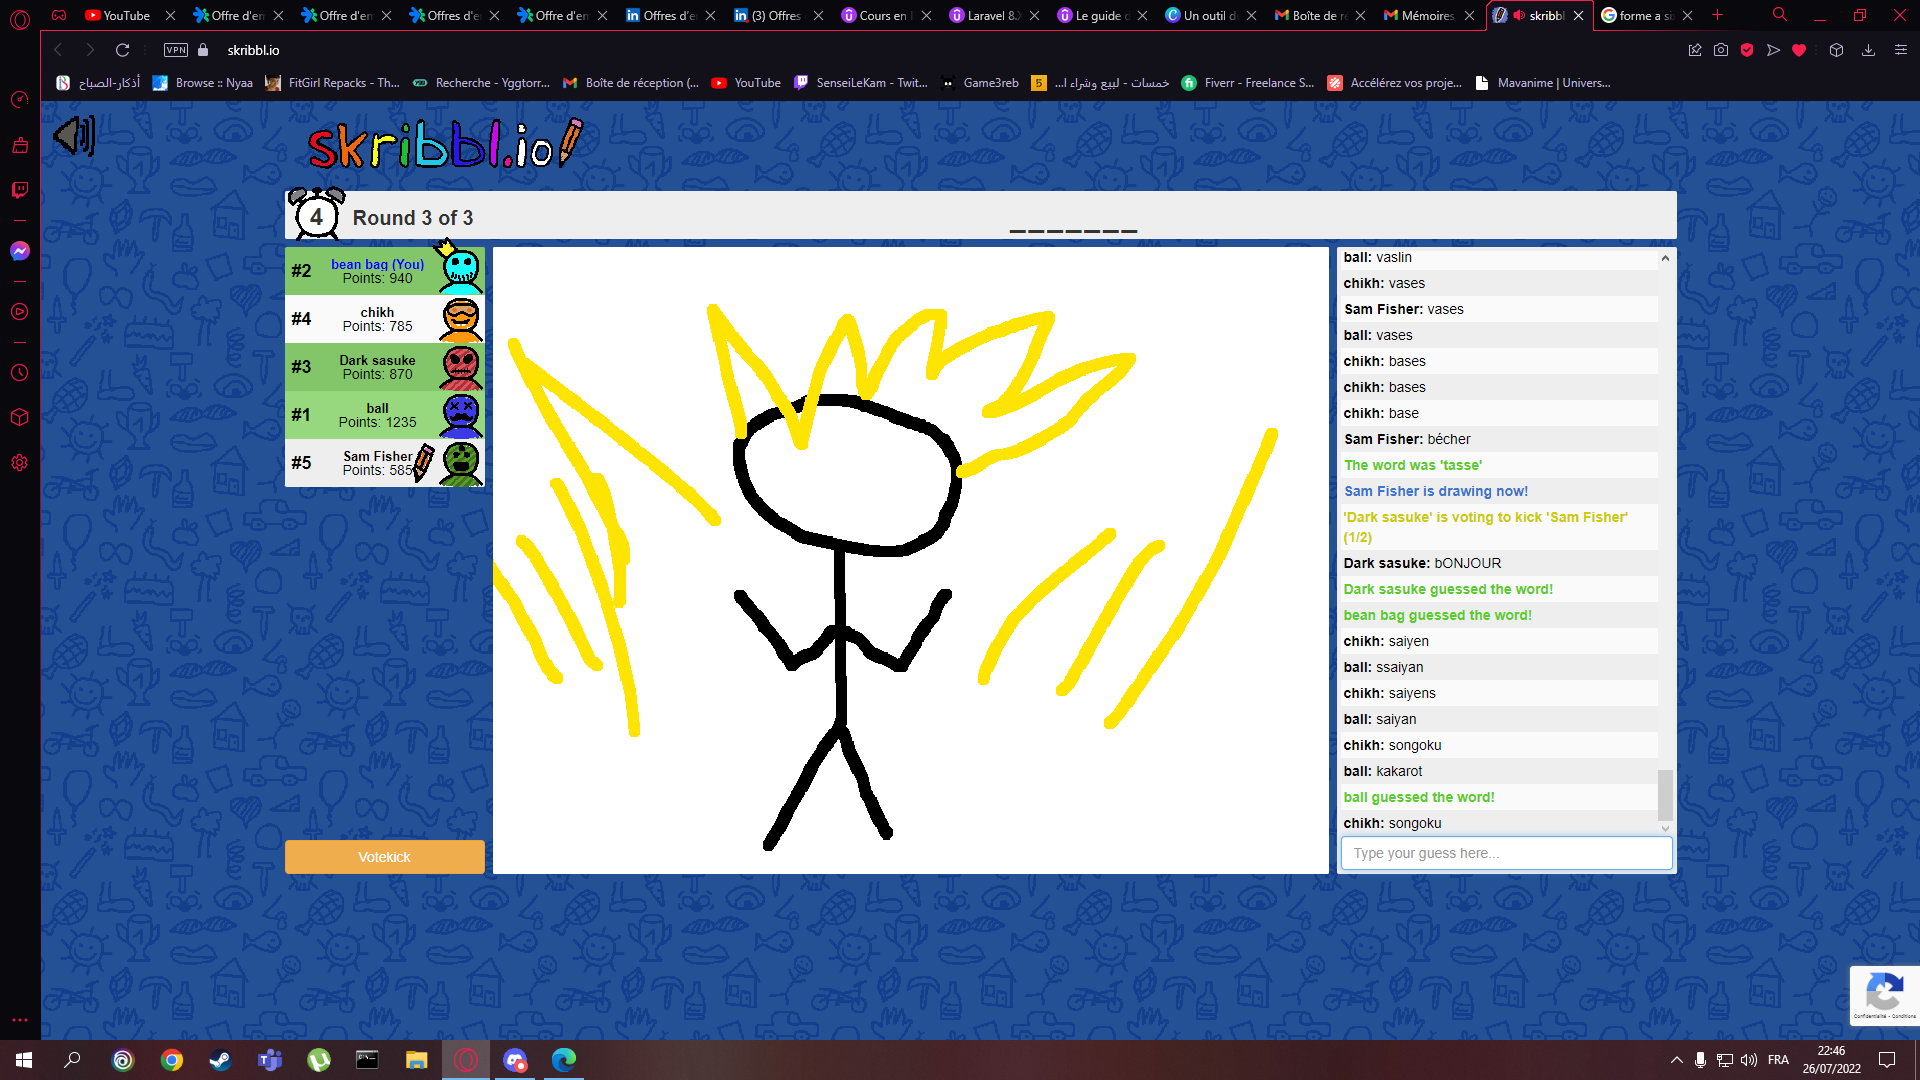 YouTube
Offre d'em
Offre d'em
Offres d'e
Offre d'em
Offres d'e
(3) Offres
Cours en l
Laravel 8.
Le guide c
Un outil d
Boîte de ré
Mémoires
skribbl
forme a si
VPN
skribbl.io
أذكار-الصباح
Browse :: Nyaa
FitGirl Repacks - Th...
Recherche - Yggtorr...
Boîte de réception (...
YouTube
SenseiLeKam - Twit...
Game3reb
خمسات - لبيع وشراء ا...
Fiverr - Freelance S...
Accélérez vos proje...
Mavanime | Univers...
skribbl.io
4
Round 3 of 3
_______
#2
bean bag (You)
Points: 940
#4
chikh
Points: 785
#3
Dark sasuke
Points: 870
#1
ball
Points: 1235
#5
Sam Fisher
Points: 585
Votekick
ball: vaslin
chikh: vases
Sam Fisher: vases
ball: vases
chikh: bases
chikh: bases
chikh: base
Sam Fisher: bécher
The word was 'tasse'
Sam Fisher is drawing now!
'Dark sasuke' is voting to kick 'Sam Fisher'
(1/2)
Dark sasuke: bONJOUR
Dark sasuke guessed the word!
bean bag guessed the word!
chikh: saiyen
ball: ssaiyan
chikh: saiyens
ball: saiyan
chikh: songoku
ball: kakarot
ball guessed the word!
chikh: songoku
Type your guess here...
Confidentialité - Conditions
FRA
22:46
26/07/2022